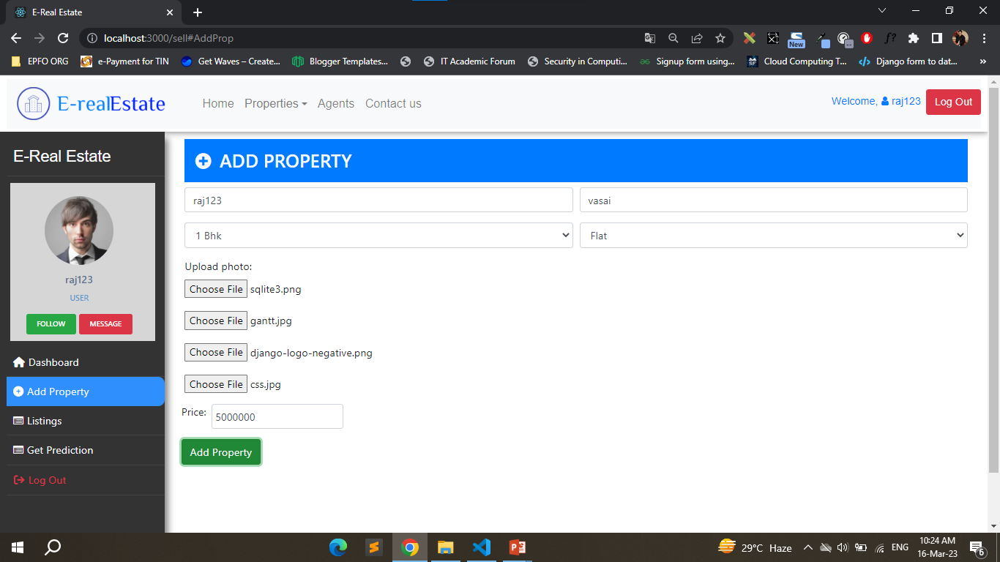 E-Real Estate
localhost:3000/sell#AddProp
New
EPFO ORG e-Payment for TIN Get Waves – Create... Blogger Templates... IT Academic Forum Security in Computi... Signup form using... Cloud Computing T... Django form to dat... »
E-realEstate Home Properties Agents Contact us Welcome, raj123 Log Out
E-Real Estate
raj123
USER
FOLLOW MESSAGE
Dashboard
Add Property
Listings
Get Prediction
Log Out
ADD PROPERTY
raj123 vasai
1 Bhk Flat
Upload photo:
Choose File sqlite3.png
Choose File gantt.jpg
Choose File django-logo-negative.png
Choose File css.jpg
Price: 5000000
Add Property
29°C Haze ENG 10:24 AM
16-Mar-23 6